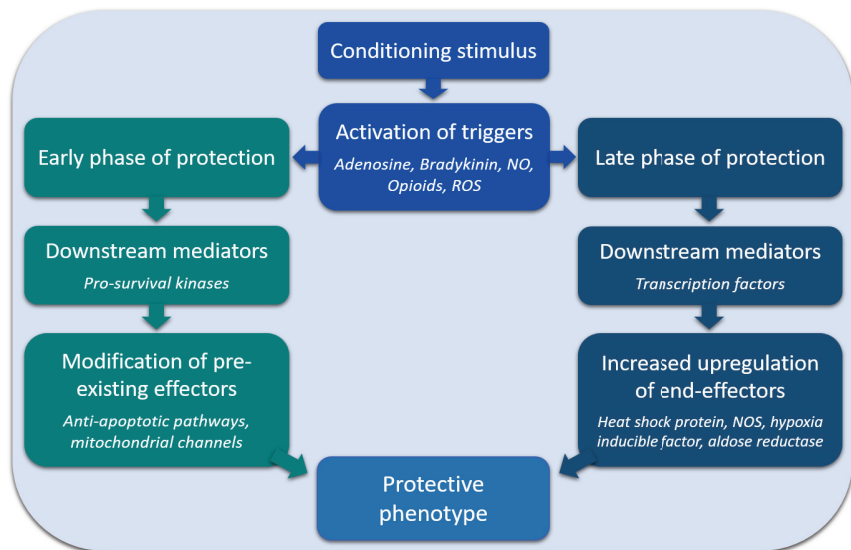 Conditioning stimulus
Activation of triggers
Adenosine, Bradykinin, NO,
Opioids, ROS
Early phase of protection
Late phase of protection
Downstream mediators
Pro-survival kinases
Downstream mediators
Transcription factors
Modification of pre-
existing effectors
Anti-apoptotic pathways,
mitochondrial channels
Increased upregulation
of end-effectors
Heat shock protein, NOS, hypoxia
inducible factor, aldose reductase
Protective
phenotype